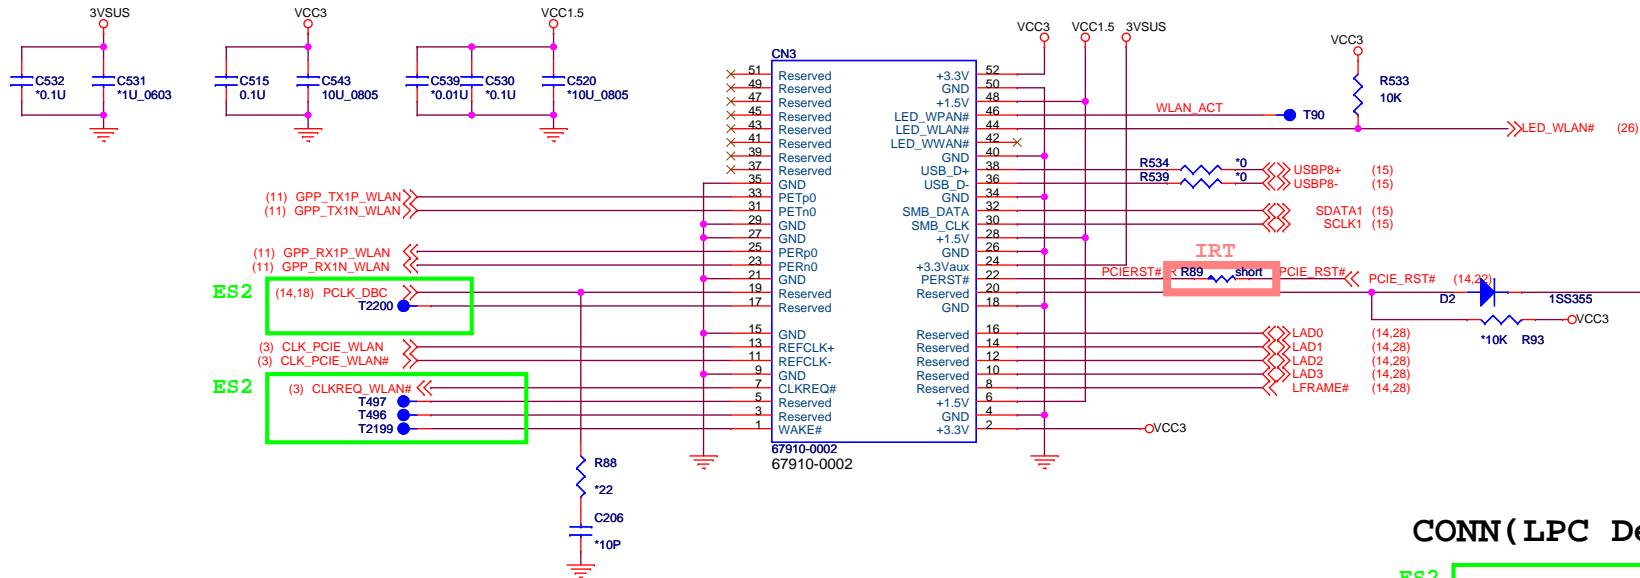 3VSUS
VCC3
VCC1.5
C532
*0.1U
C531
*1U_0603
C515
0.1U
C543
10U_0805
C539
*0.01U
C530
*0.1U
C520
*10U_0805
VCC3
VCC1.5
3VSUS
VCC3
R533
10K
CN3
51 Reserved
49 Reserved
47 Reserved
45 Reserved
43 Reserved
41 Reserved
39 Reserved
37 Reserved
35 GND
33 PETp0
31 PETn0
29 GND
27 GND
25 PERp0
23 PERn0
21 GND
19 Reserved
17 Reserved
15 GND
13 REFCLK+
11 REFCLK-
9 GND
7 CLKREQ#
5 Reserved
3 Reserved
1 WAKE#
+3.3V 52
GND 50
+1.5V 48
LED_WPAN# 46
LED_WLAN# 44
LED_WWAN# 42
GND 40
USB_D+ 38
USB_D- 36
GND 34
SMB_DATA 32
SMB_CLK 30
+1.5V 28
GND 26
+3.3Vaux 24
PERST# 22
Reserved 20
GND 18
Reserved 16
Reserved 14
Reserved 12
Reserved 10
Reserved 8
+1.5V 6
GND 4
+3.3V 2
67910-0002
67910-0002
(11) GPP_TX1P_WLAN
(11) GPP_TX1N_WLAN
(11) GPP_RX1P_WLAN
(11) GPP_RX1N_WLAN
ES2
(14,18) PCLK_DBC
T2200
(3) CLK_PCIE_WLAN
(3) CLK_PCIE_WLAN#
ES2
(3) CLKREQ_WLAN#
T497
T496
T2199
R88
*22
C206
*10P
WLAN_ACT
T90
LED_WLAN# (26)
R534 *0 USBP8+ (15)
R539 *0 USBP8- (15)
SDATA1 (15)
SCLK1 (15)
IRT
PCIERST#_R R89 short PCIE_RST# PCIE_RST# (14,22)
D2
1SS355
VCC3
*10K R93
LAD0 (14,28)
LAD1 (14,28)
LAD2 (14,28)
LAD3 (14,28)
LFRAME# (14,28)
VCC3
CONN(LPC De
ES2